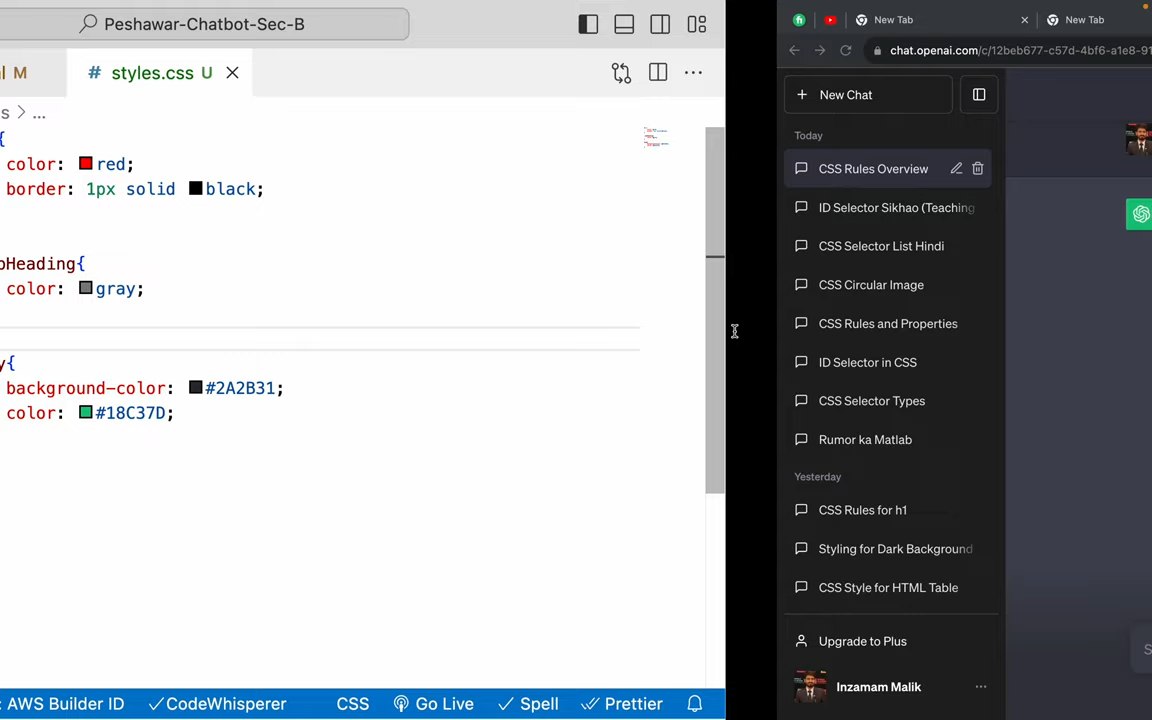 Peshawar-Chatbot-Sec-B
l M
# styles.css U
s > ...
{
color: red;
border: 1px solid black;
pHeading{
color: gray;
y{
background-color: #2A2B31;
color: #18C37D;
: AWS Builder ID
CodeWhisperer
CSS
Go Live
Spell
Prettier
New Tab
New Tab
chat.openai.com/c/12beb677-c57d-4bf6-a1e8-91
+ New Chat
Today
CSS Rules Overview
ID Selector Sikhao (Teaching
CSS Selector List Hindi
CSS Circular Image
CSS Rules and Properties
ID Selector in CSS
CSS Selector Types
Rumor ka Matlab
Yesterday
CSS Rules for h1
Styling for Dark Background
CSS Style for HTML Table
Upgrade to Plus
Inzamam Malik
S